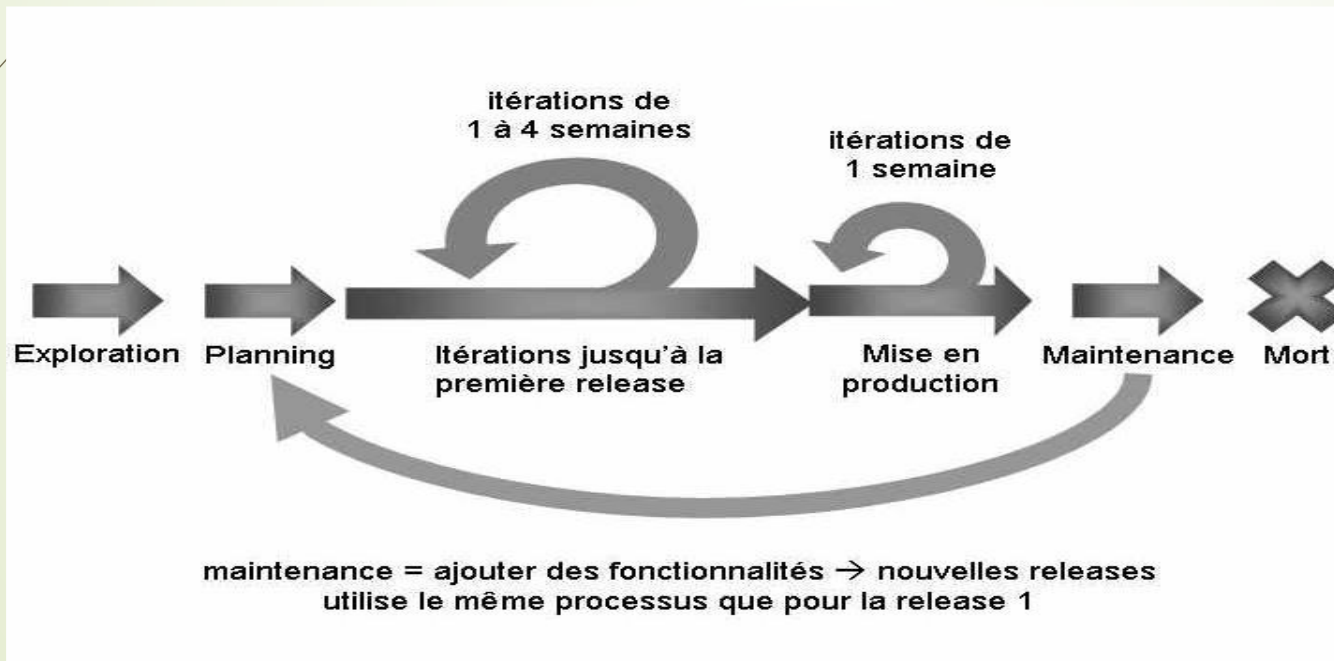 itérations de
1 à 4 semaines
itérations de
1 semaine
Exploration
Planning
Itérations jusqu'à la
première release
Mise en
production
Maintenance
Mort
maintenance = ajouter des fonctionnalités → nouvelles releases
utilise le même processus que pour la release 1